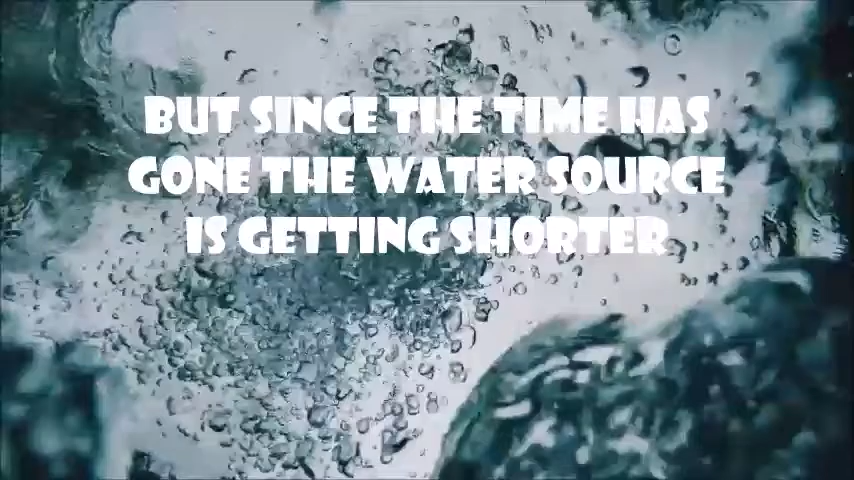 BUT SINCE THE TIME HAS
GONE THE WATER SOURCE
IS GETTING SHORTER